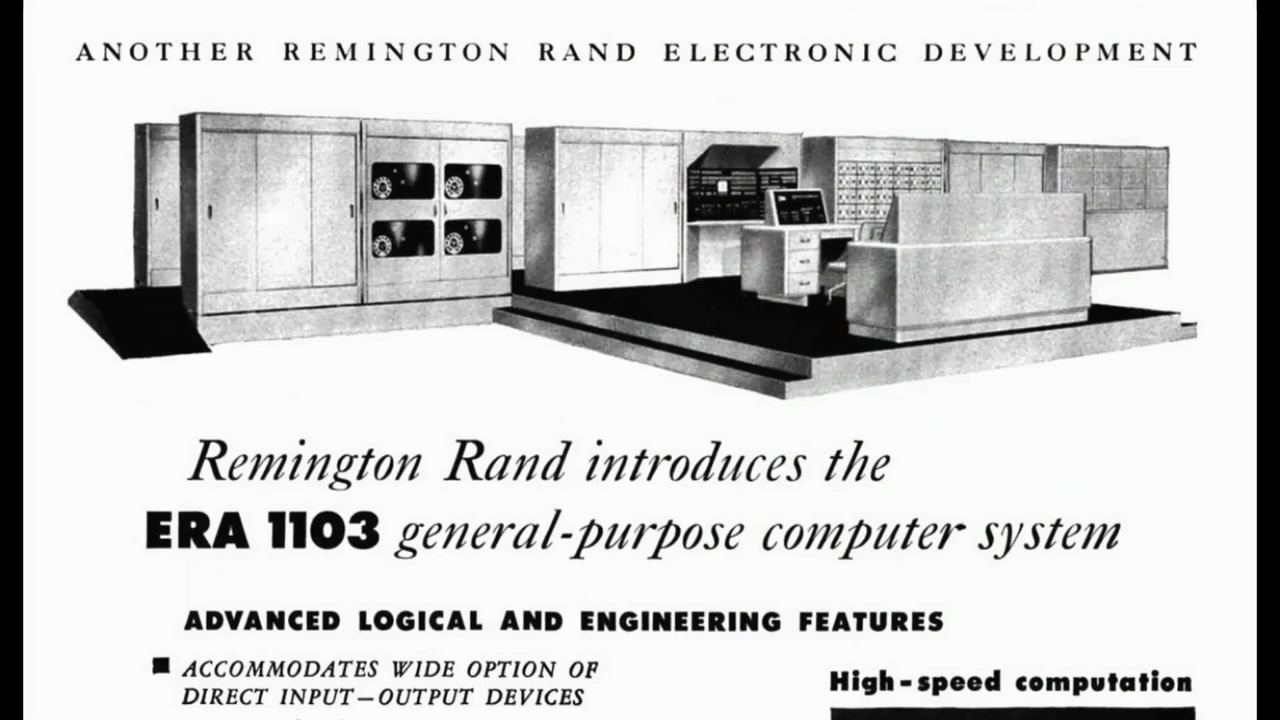 ANOTHER REMINGTON RAND ELECTRONIC DEVELOPMENT
Remington Rand introduces the
ERA 1103 general-purpose computer system
ADVANCED LOGICAL AND ENGINEERING FEATURES
■ ACCOMMODATES WIDE OPTION OF
DIRECT INPUT—OUTPUT DEVICES
High-speed computation